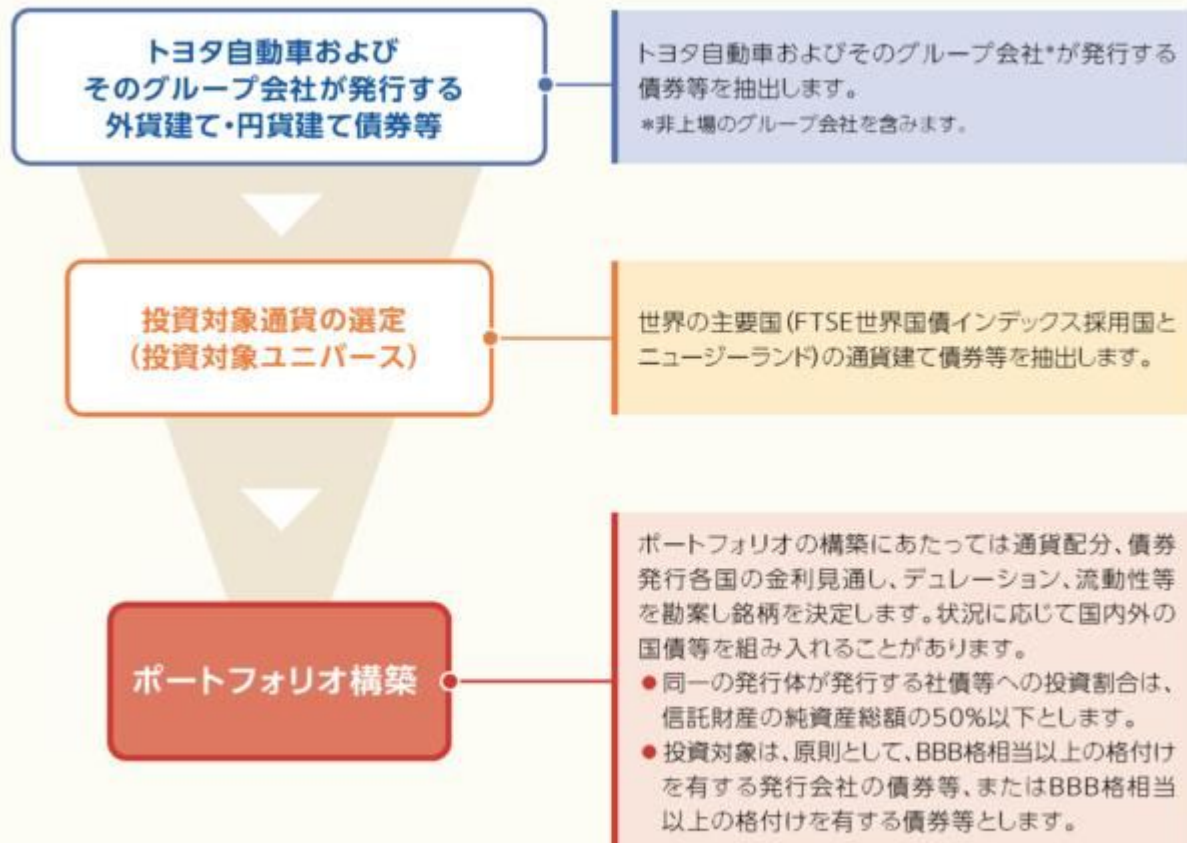 トヨタ自動車および
そのグループ会社が発行する
外貨建て・円貨建て債券等
トヨタ自動車およびそのグループ会社*が発行する
債券等を抽出します。
*非上場のグループ会社を含みます。
投資対象通貨の選定
(投資対象ユニバース)
世界の主要国(FTSE世界国債インデックス採用国と
ニュージーランド)の通貨建て債券等を抽出します。
ポートフォリオ構築
ポートフォリオの構築にあたっては通貨配分、債券
発行各国の金利見通し、デュレーション、流動性等
を勘案し銘柄を決定します。状況に応じて国内外の
国債等を組み入れることがあります。
●同一の発行体が発行する社債等への投資割合は、
信託財産の純資産総額の50%以下とします。
●投資対象は、原則として、BBB格相当以上の格付け
を有する発行会社の債券等、またはBBB格相当
以上の格付けを有する債券等とします。